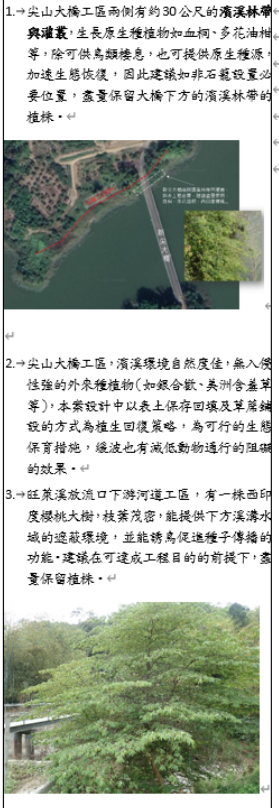 1.→尖山大橋工區兩側有約30公尺的濱溪林帶
與灌叢,生長原生種植物如血桐、多花油柑
等,除可供鳥類棲息,也可提供原生種源,
加速生態恢復,因此建議如非石籠設置必
要位置,盡量保留大橋下方的濱溪林帶的
植株。
2.→尖山大橋工區,濱溪環境自然度佳,無入侵
性強的外來種植物(如銀合歡、美洲含羞草
等),本案設計中以表土保存回填及草蓆鋪
設的方式為植生回復策略,為可行的生態
保育措施,緩坡也有減低動物通行的阻礙
的效果。
3.→旺萊溪放流口下游河道工區,有一株西印
度櫻桃大樹,枝葉茂密,能提供下方溪溝水
域的遮蔽環境,並能誘鳥促進種子傳播的
功能。建議在可達成工程目的的前提下,盡
量保留植株。